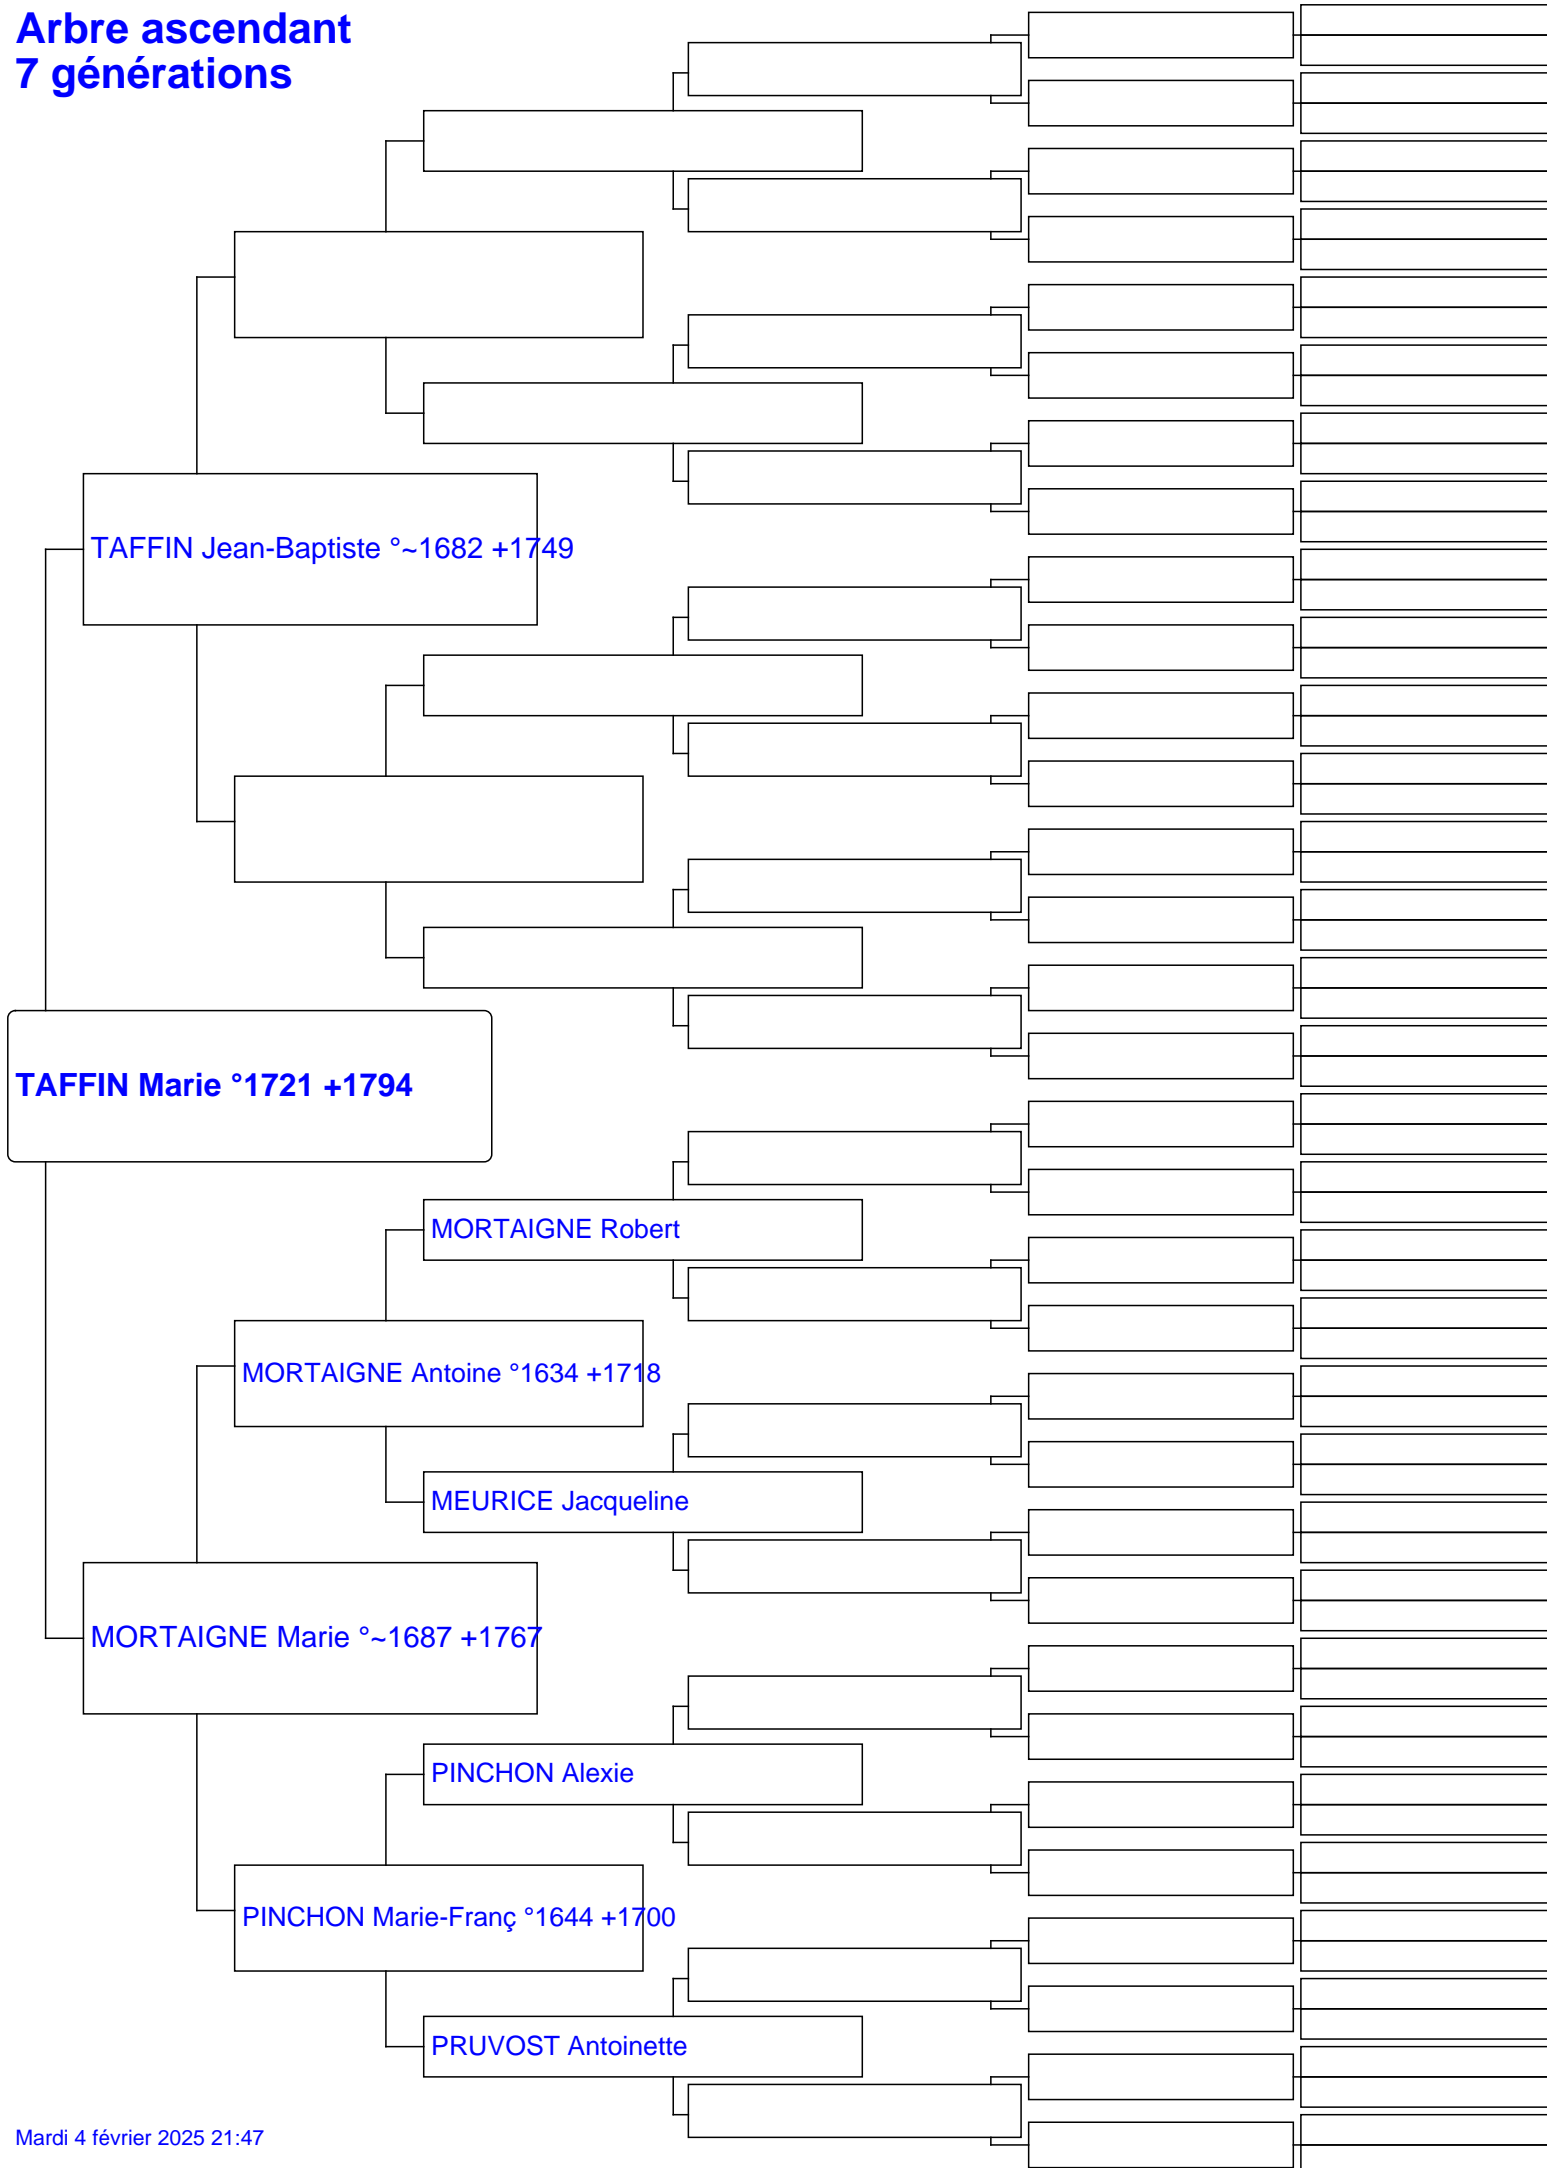 Arbre ascendant
7 générations
TAFFIN Jean-Baptiste °~1682 +1749
TAFFIN Marie °1721 +1794
MORTAIGNE Robert
MORTAIGNE Antoine °1634 +1718
MEURICE Jacqueline
MORTAIGNE Marie °~1687 +1767
PINCHON Alexie
PINCHON Marie-Franç °1644 +1700
PRUVOST Antoinette
Mardi 4 février 2025 21:47